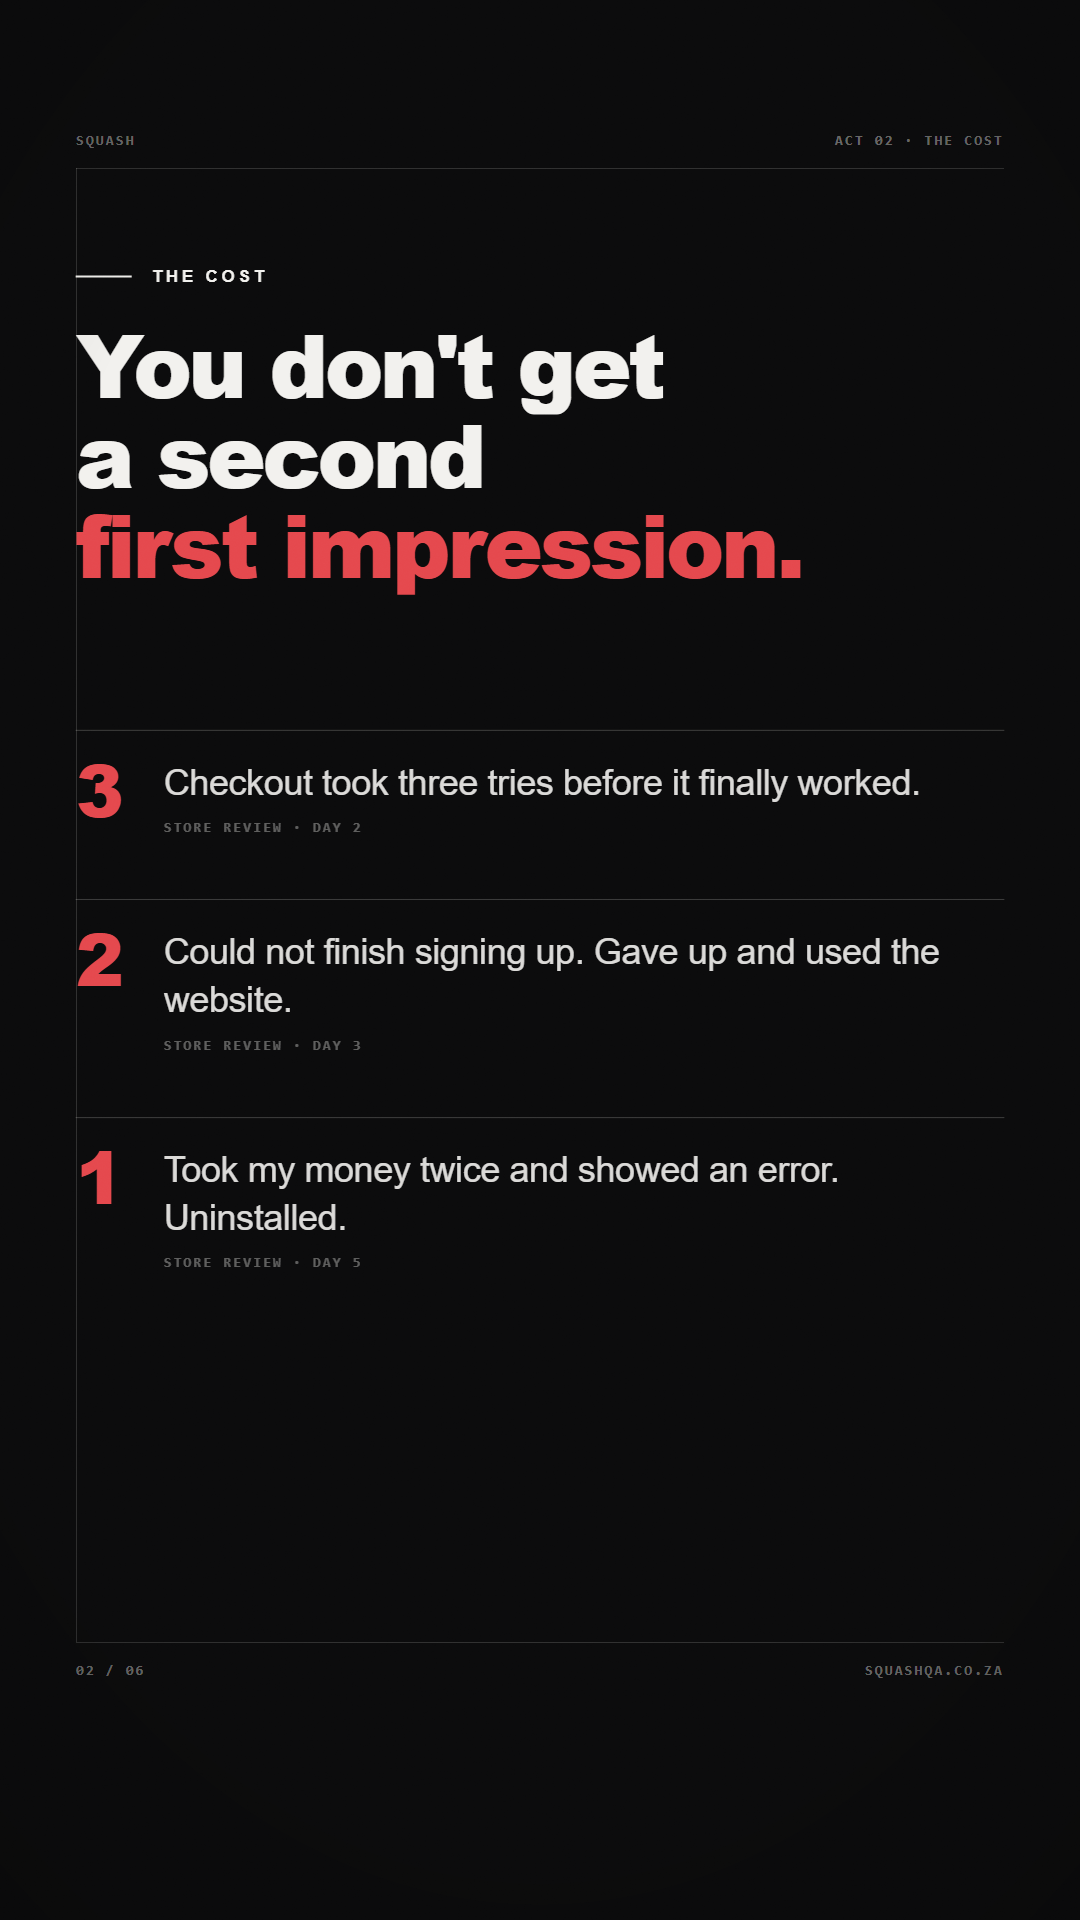 SQUASH
ACT 02 · THE COST
THE COST
You don't get
a second
first impression.
3
Checkout took three tries before it finally worked.
STORE REVIEW · DAY 2
2
Could not finish signing up. Gave up and used the
website.
STORE REVIEW · DAY 3
1
Took my money twice and showed an error.
Uninstalled.
STORE REVIEW · DAY 5
02 / 06
SQUASHQA.CO.ZA